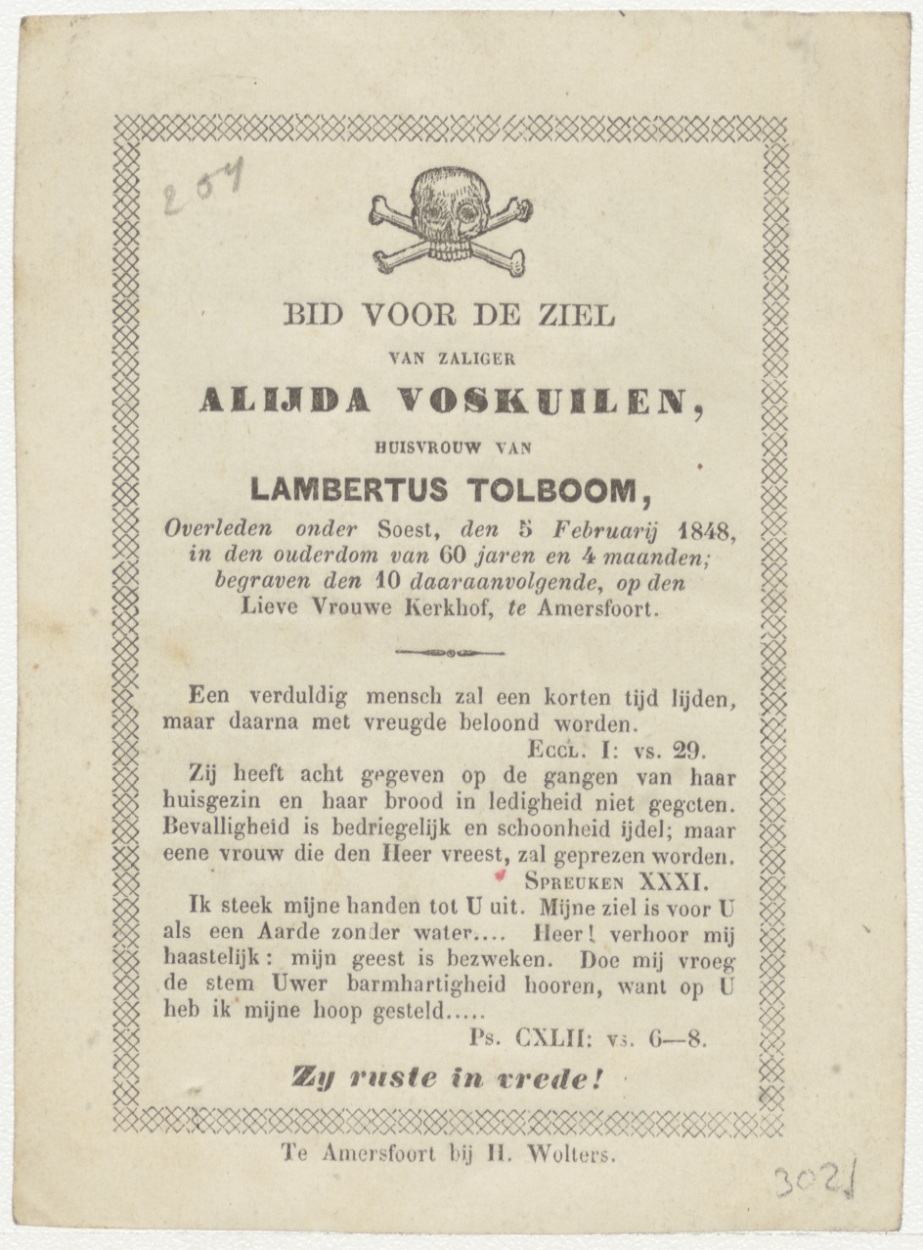 204
BID VOOR DE ZIEL
VAN ZALIGER
ALIJDA VOSKUILEN,
HUISVROUW VAN
LAMBERTUS TOLBOOM,
Overleden onder Soest, den 5 Februarij 1848,
in den ouderdom van 60 jaren en 4 maanden;
begraven den 10 daaraanvolgende, op den
Lieve Vrouwe Kerkhof, te Amersfoort.
Een verduldig mensch zal een korten tijd lijden,
maar daarna met vreugde beloond worden.
ECCL. I: vs. 29.
Zij heeft acht gegeven op de gangen van haar
huisgezin en haar brood in ledigheid niet gegeten.
Bevalligheid is bedriegelijk en schoonheid ijdel; maar
eene vrouw die den Heer vreest, zal geprezen worden.
SPREUKEN XXXI.
Ik steek mijne handen tot U uit. Mijne ziel is voor U
als een Aarde zonder water.... Heer! verhoor mij
haastelijk: mijn geest is bezweken. Doe mij vroeg
de stem Uwer barmhartigheid hooren, want op U
heb ik mijne hoop gesteld.....
Ps. CXLII: vs. 6—8.
Zy ruste in vrede!
Te Amersfoort bij H. Wolters.
3021